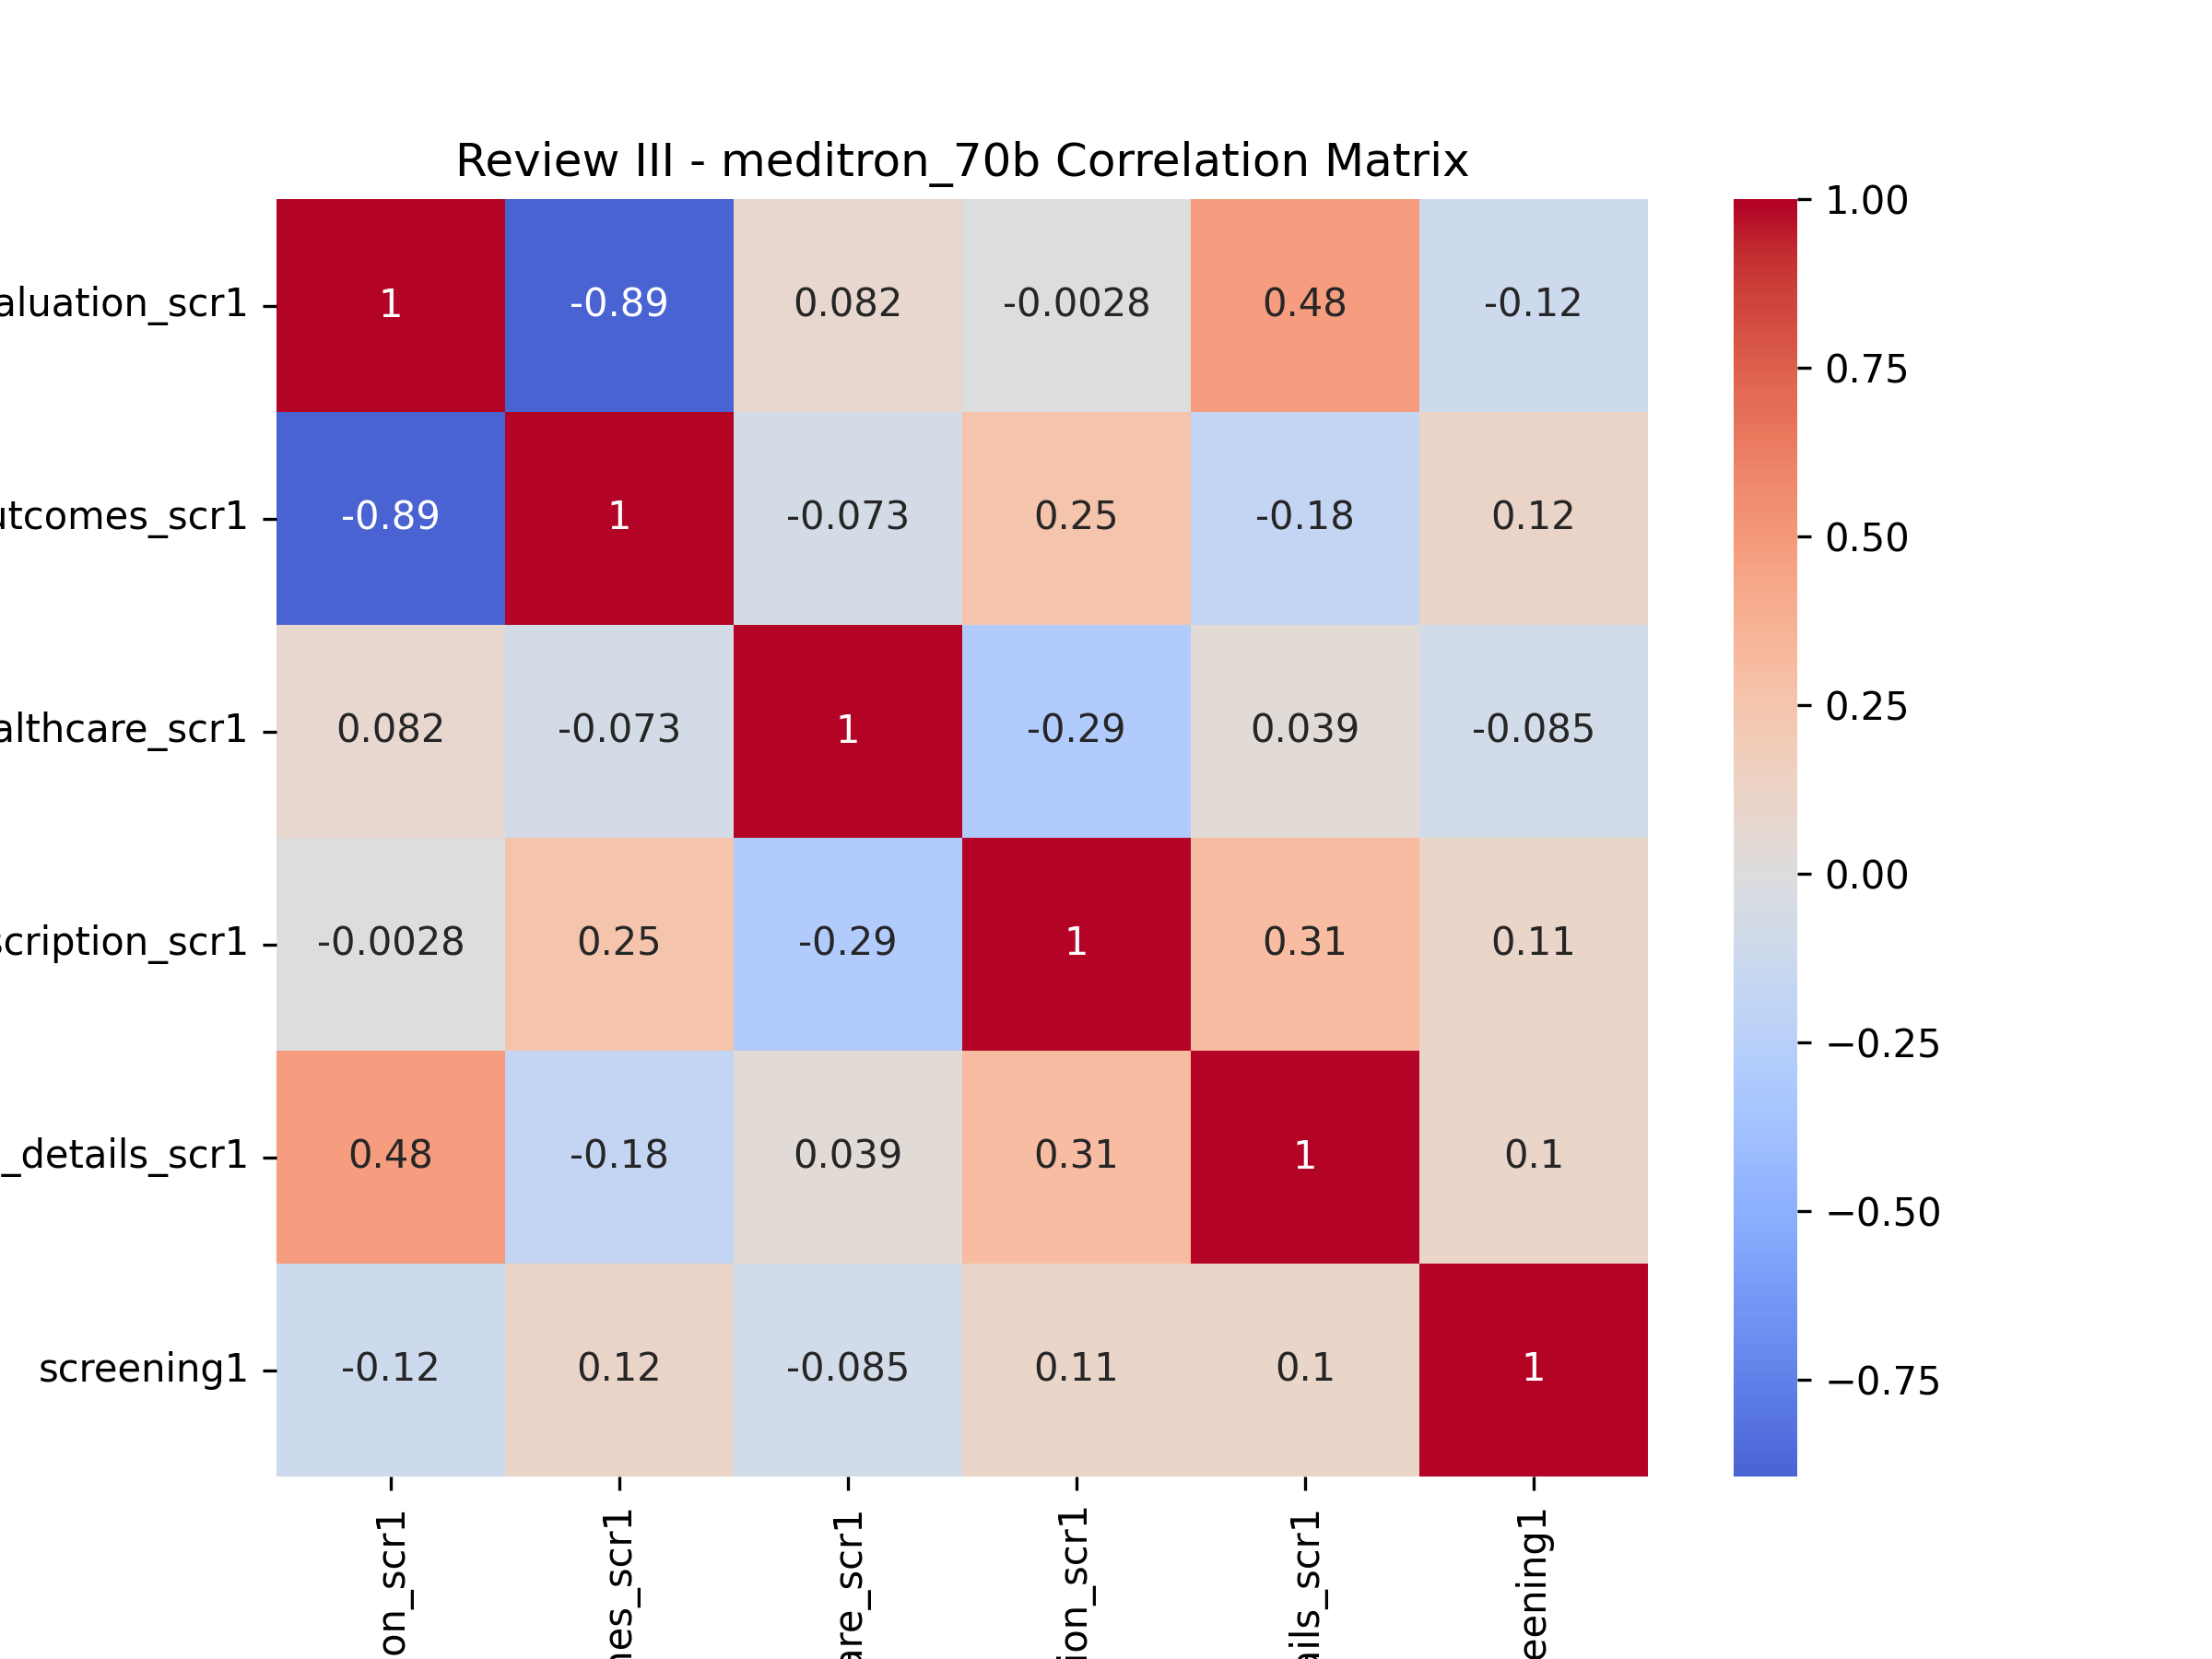 Review III - meditron_70b Correlation Matrix
aluation_scr1 1 -0.89 0.082 -0.0028 0.48 -0.12
utcomes_scr1 -0.89 1 -0.073 0.25 -0.18 0.12
althcare_scr1 0.082 -0.073 1 -0.29 0.039 -0.085
scription_scr1 -0.0028 0.25 -0.29 1 0.31 0.11
_details_scr1 0.48 -0.18 0.039 0.31 1 0.1
screening1 -0.12 0.12 -0.085 0.11 0.1 1
on_scr1
nes_scr1
are_scr1
ion_scr1
ails_scr1
eening1
1.00
0.75
0.50
0.25
0.00
−0.25
−0.50
−0.75